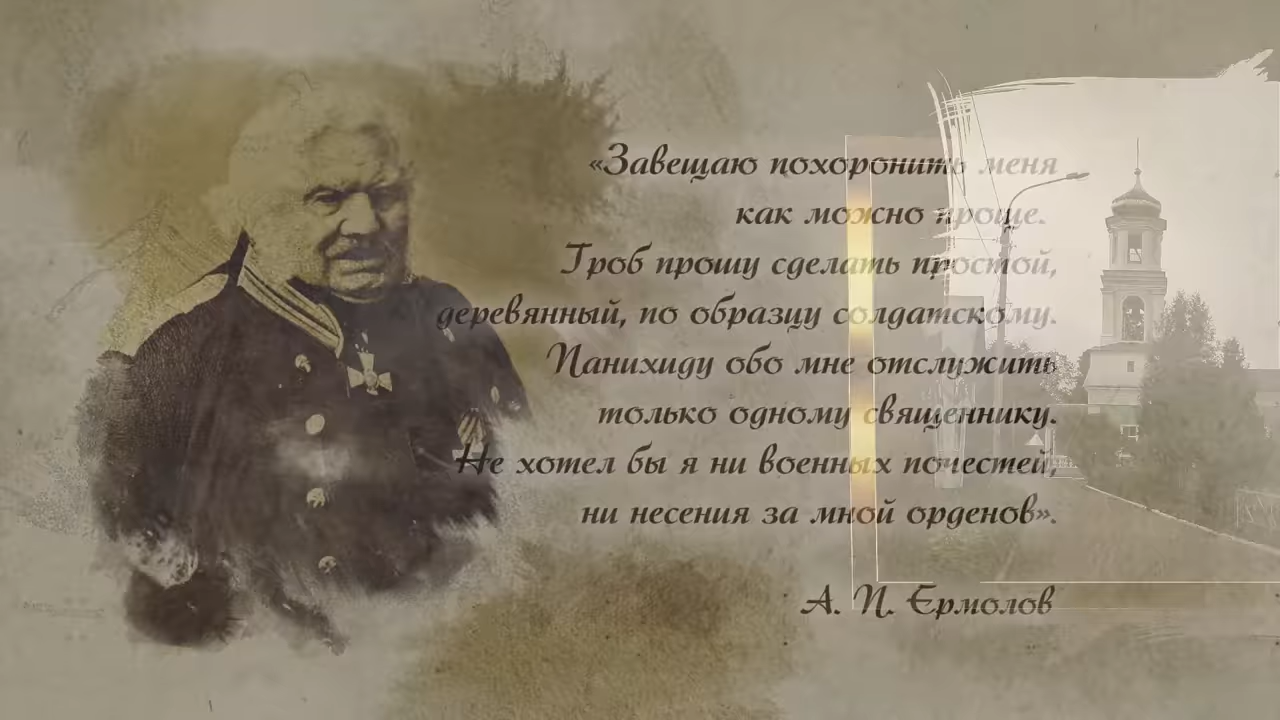 «Завещаю похоронить меня
как можно проще.
Гроб прошу сделать простой,
деревянный, по образцу солдатскому.
Панихиду обо мне отслужить
только одному священнику.
Не хотел бы я ни военных почестей,
ни несения за мной орденов».
А. П. Ермолов